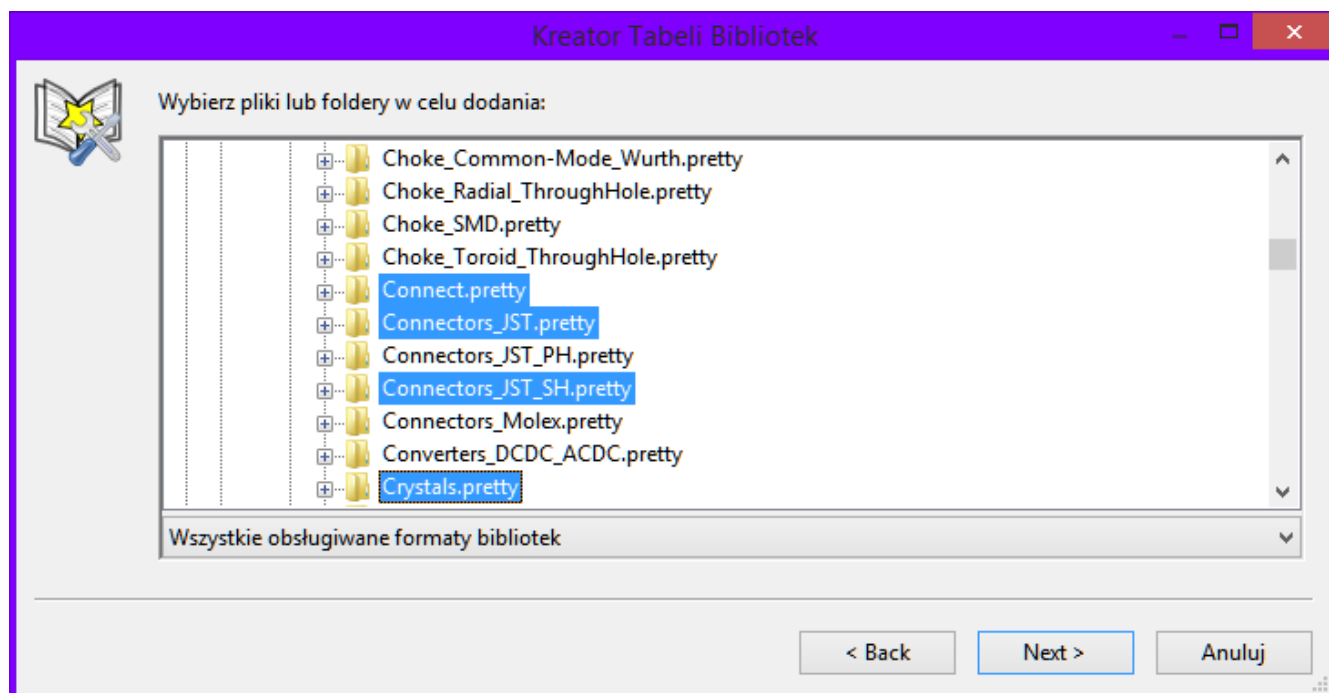 Kreator Tabeli Bibliotek
Wybierz pliki lub foldery w celu dodania:
Choke_Common-Mode_Wurth.pretty
Choke_Radial_ThroughHole.pretty
Choke_SMD.pretty
Choke_Toroid_ThroughHole.pretty
Connect.pretty
Connectors_JST.pretty
Connectors_JST_PH.pretty
Connectors_JST_SH.pretty
Connectors_Molex.pretty
Converters_DCDC_ACDC.pretty
Crystals.pretty
Wszystkie obsługiwane formaty bibliotek
< Back Next > Anuluj